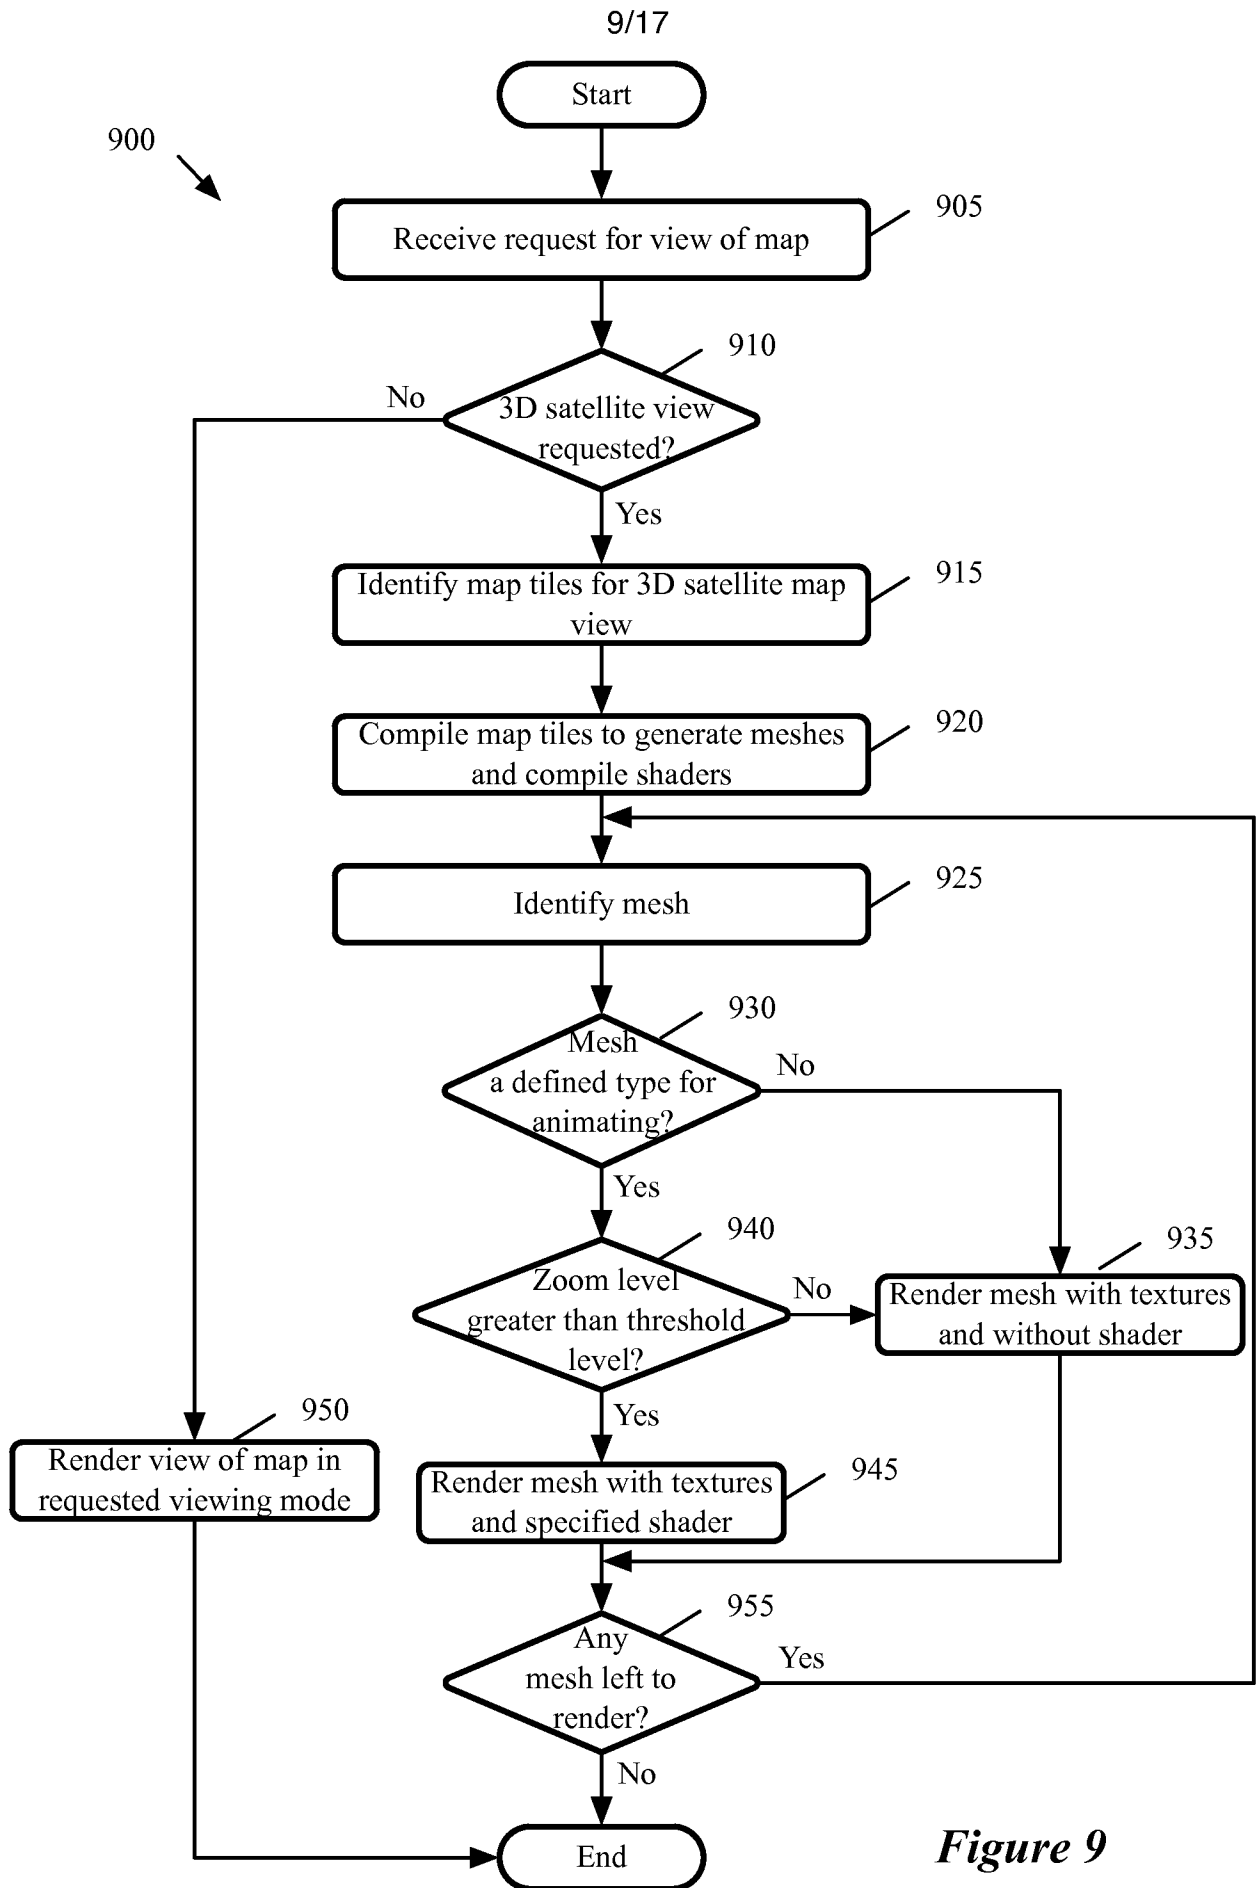 9/17
Start
900
905
Receive request for view of map
910
No
3D satellite view
requested?
Yes
915
Identify map tiles for 3D satellite map
view
920
Compile map tiles to generate meshes
and compile shaders
925
Identify mesh
930
Mesh
a defined type for
animating?
No
Yes
940
935
Zoom level
greater than threshold
level?
No
Render mesh with textures
and without shader
Yes
950
Render view of map in
requested viewing mode
945
Render mesh with textures
and specified shader
955
Any
mesh left to
render?
Yes
No
End
Figure 9